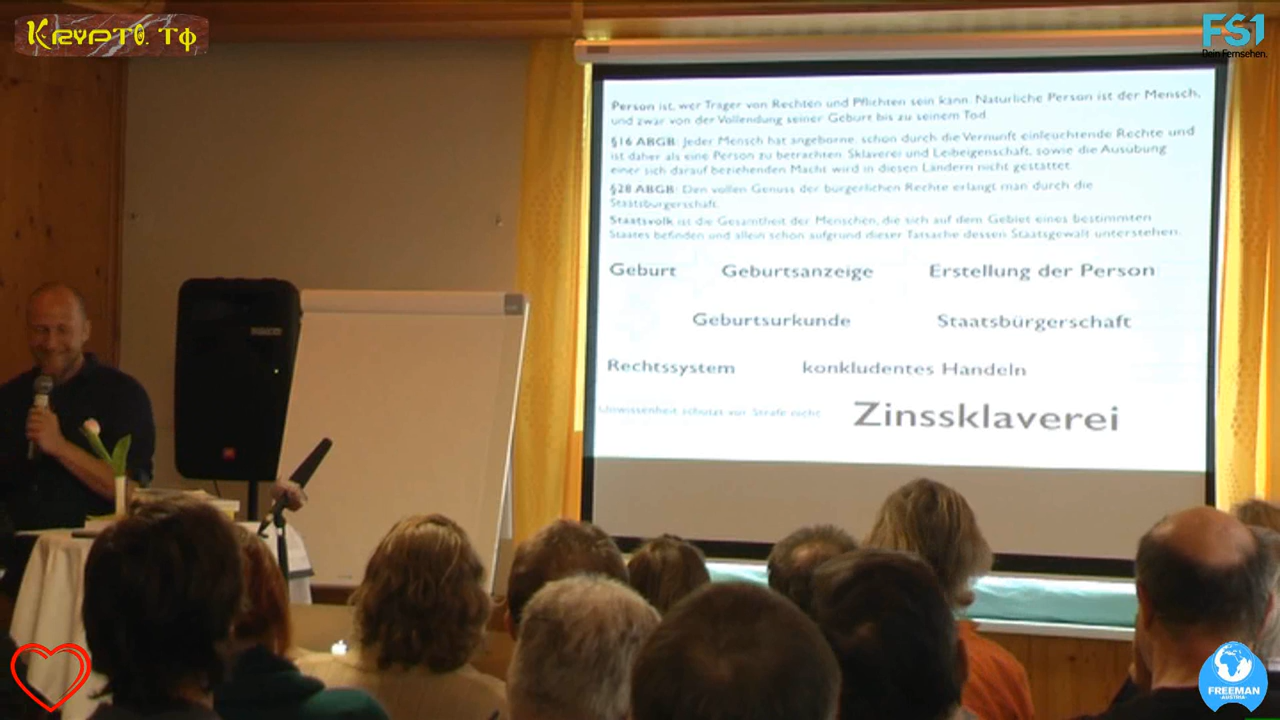 KRYPTO. TФ
FS1
Dein Fernsehen.
Person ist, wer Träger von Rechten und Pflichten sein kann. Natürliche Person ist der Mensch,
und zwar von der Vollendung seiner Geburt bis zu seinem Tod
§16 ABGB: Jeder Mensch hat angeborne, schon durch die Vernunft einleuchtende Rechte und
ist daher als eine Person zu betrachten. Sklaverei und Leibeigenschaft, sowie die Ausübung
einer sich darauf beziehenden Macht wird in diesen Ländern nicht gestattet.
§28 ABGB: Den vollen Genuss der bürgerlichen Rechte erlangt man durch die
Staatsbürgerschaft.
Staatsvolk ist die Gesamtheit der Menschen, die sich auf dem Gebiet eines bestimmten
Staates befinden und allein schon aufgrund dieser Tatsache dessen Staatsgewalt unterstehen.
Geburt Geburtsanzeige Erstellung der Person
Geburtsurkunde Staatsbürgerschaft
Rechtssystem konkludentes Handeln
Unwissenheit schützt vor Strafe nicht Zinssklaverei
FREEMAN
AUSTRIA